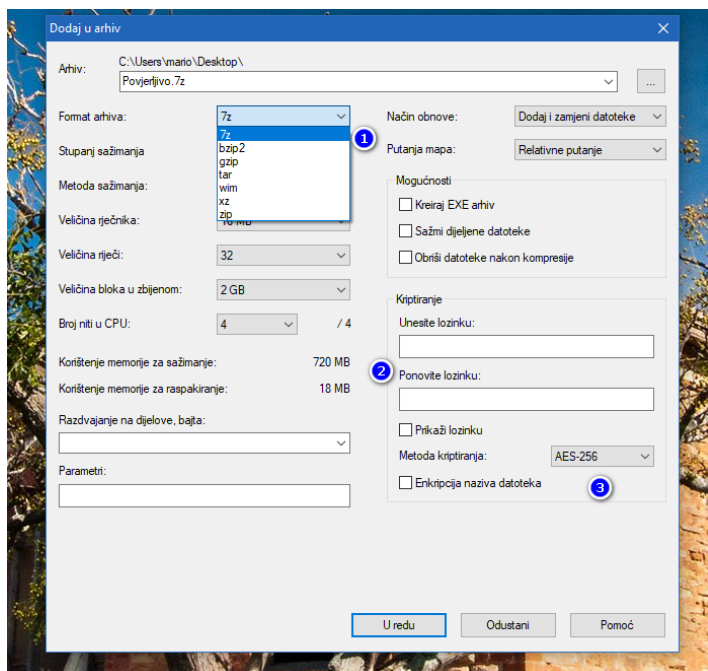 Dodaj u arhiv
Arhiv:
C:\Users\mario\Desktop\
Povjerljivo.7z
...
Format arhiva:
7z
7z
bzip2
gzip
tar
wim
xz
zip
1
Stupanj sažimanja
Metoda sažimanja:
Veličina rječnika:
Veličina riječi:
32
Veličina bloka u zbijenom:
2 GB
Broj niti u CPU:
4
/ 4
Korištenje memorije za sažimanje:
720 MB
Korištenje memorije za raspakiranje:
18 MB
Razdvajanje na dijelove, bajta:
Parametri:
Način obnove:
Dodaj i zamjeni datoteke
Putanja mapa:
Relativne putanje
Mogućnosti
Kreiraj EXE arhiv
Sažmi dijeljene datoteke
Obriši datoteke nakon kompresije
Kriptiranje
Unesite lozinku:
2
Ponovite lozinku:
Prikaži lozinku
Metoda kriptiranja:
AES-256
Enkripcija naziva datoteka
3
U redu
Odustani
Pomoć